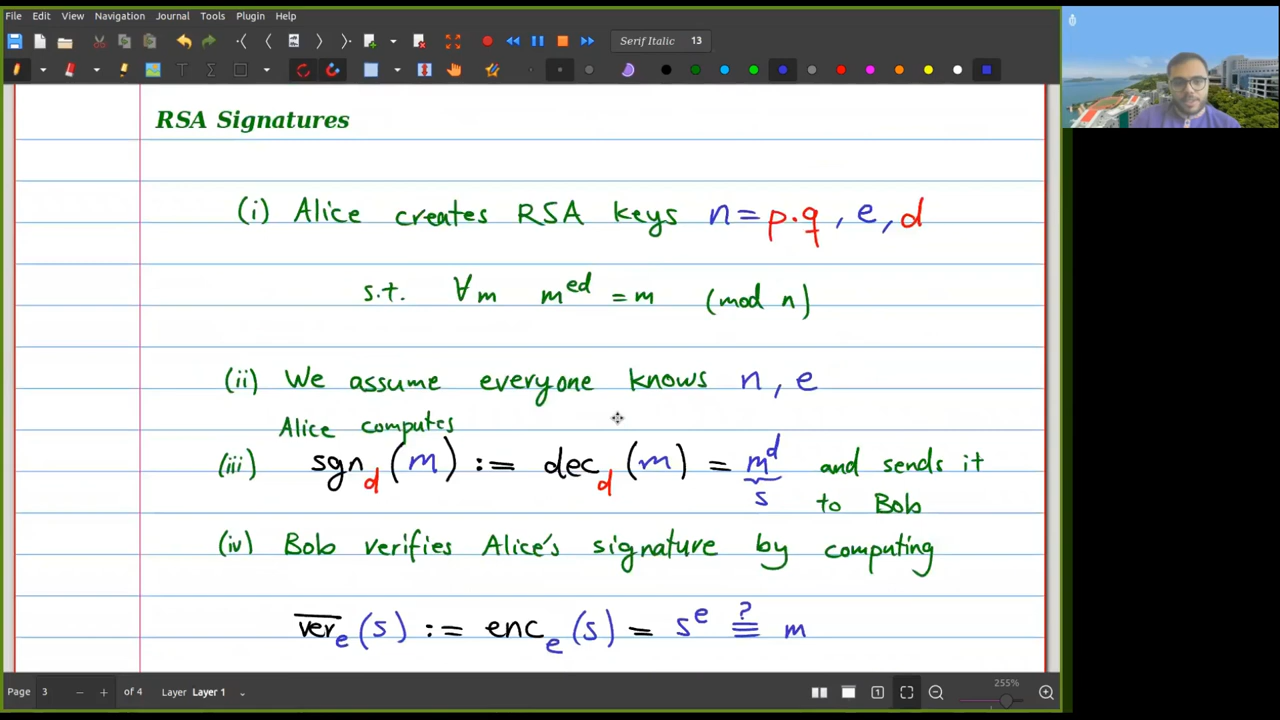 File Edit View Navigation Journal Tools Plugin Help
Serif Italic 13
RSA Signatures
(i) Alice creates RSA keys n = p.q , e, d
s.t. ∀m m^ed = m (mod n)
(ii) We assume everyone knows n , e
Alice computes
(iii) sgn_d (m) := dec_d (m) = m^d and sends it
s to Bob
(iv) Bob verifies Alice's signature by computing
ver_e (s) := enc_e (s) = s^e ≟ m
Page 3 of 4 Layer Layer 1 255%